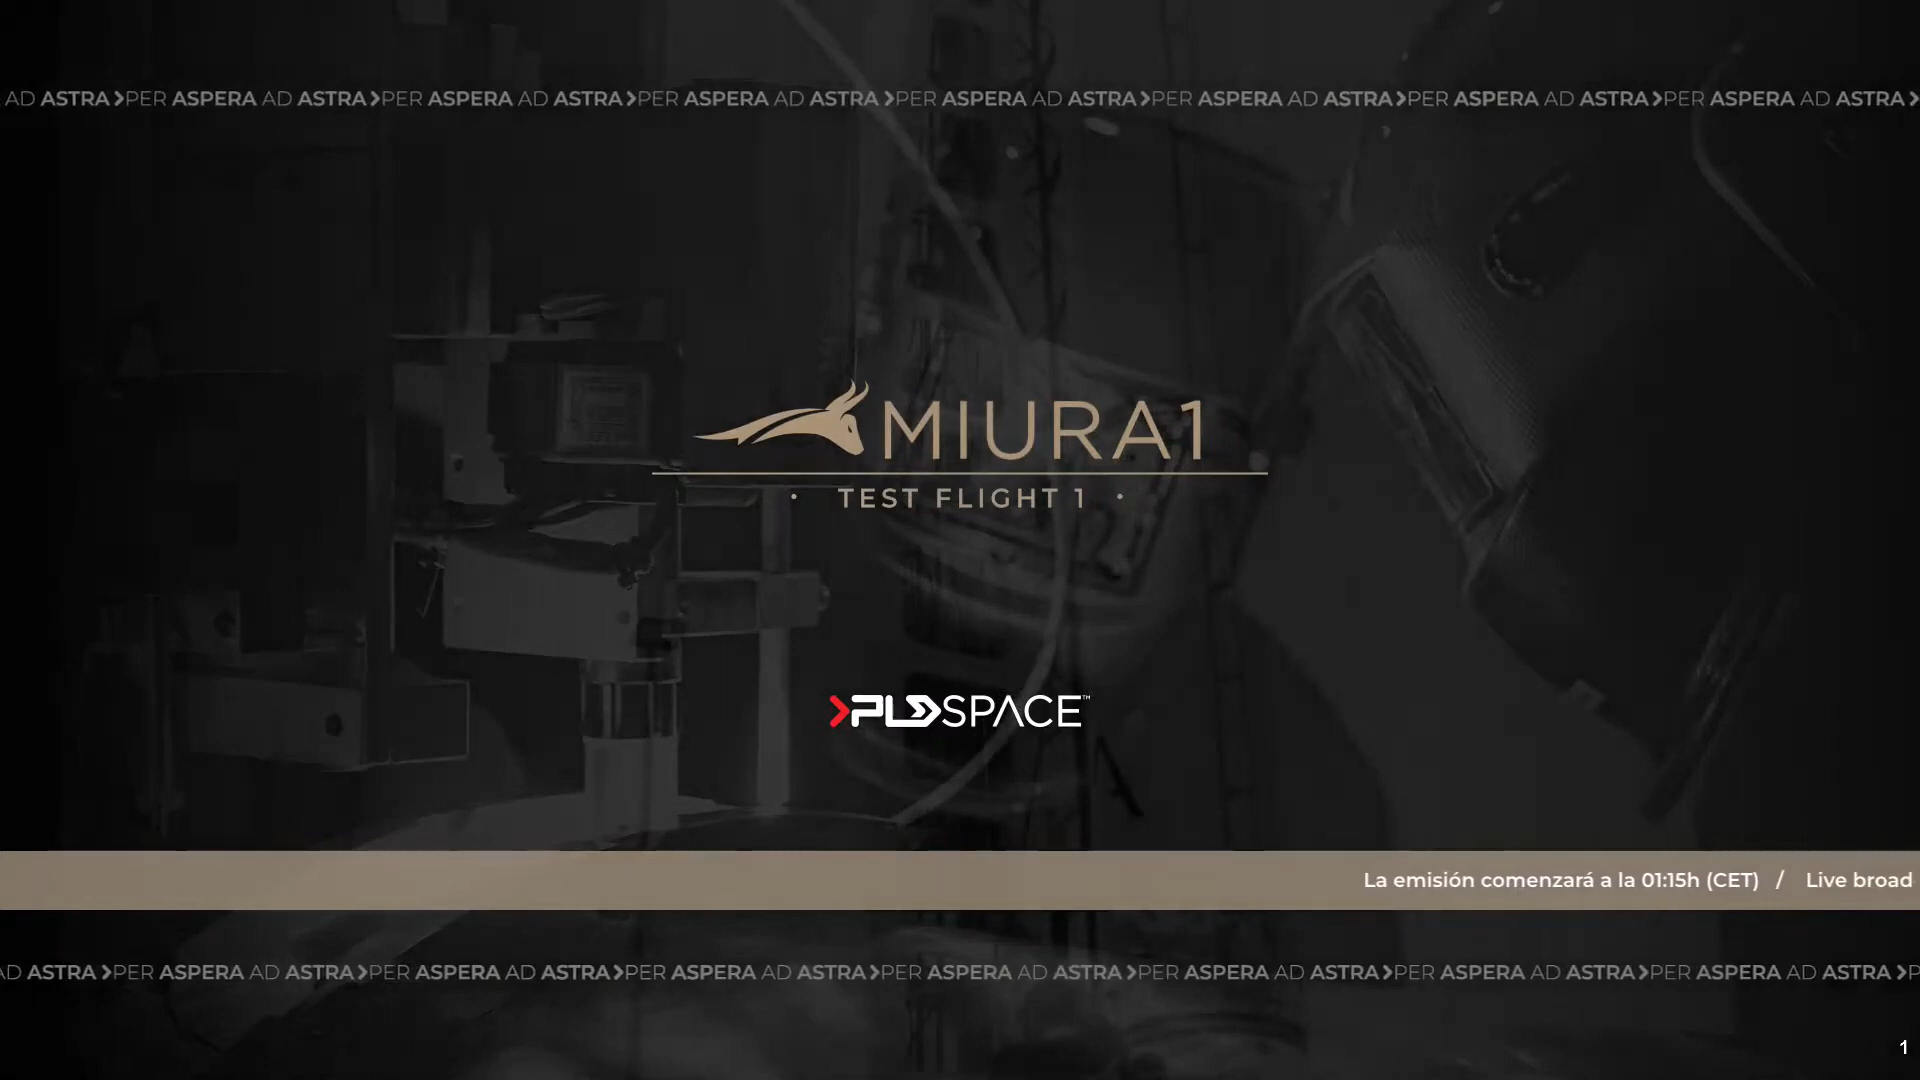 AD ASTRA PER ASPERA AD ASTRA PER ASPERA AD ASTRA PER ASPERA AD ASTRA PER ASPERA AD ASTRA PER ASPERA AD ASTRA PER ASPERA AD ASTRA PER ASPERA AD ASTRA
MIURA1
• TEST FLIGHT 1 •
PLD SPACE™
La emisión comenzará a la 01:15h (CET) / Live broad
AD ASTRA PER ASPERA AD ASTRA PER ASPERA AD ASTRA PER ASPERA AD ASTRA PER ASPERA AD ASTRA PER ASPERA AD ASTRA PER ASPERA AD ASTRA PER ASPERA AD ASTRA P
1